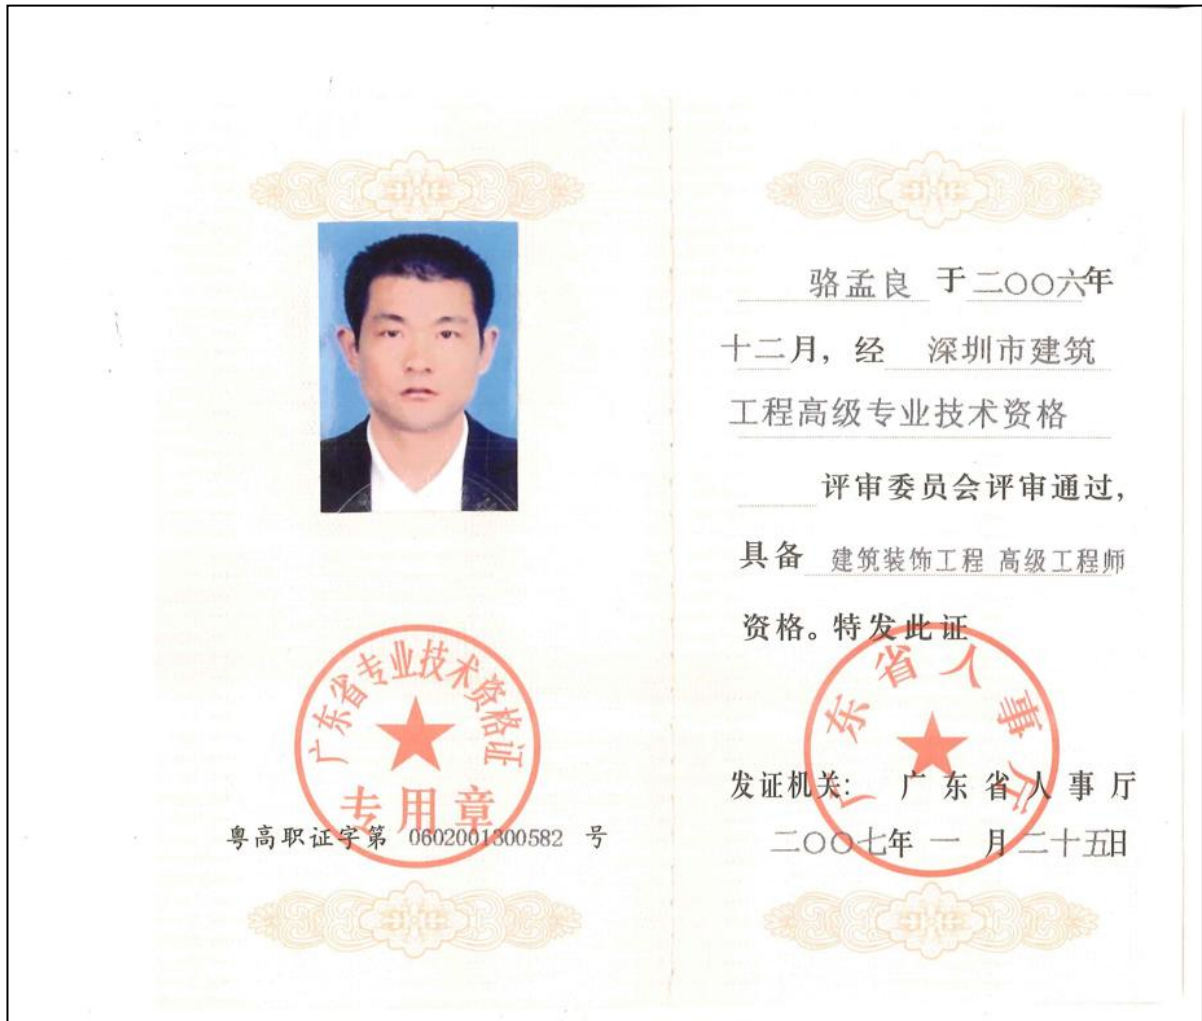 广东省专业技术资格证
专用章
粤高职证字第 0602001300582 号
骆孟良 于二〇〇六年
十二月，经 深圳市建筑
工程高级专业技术资格
评审委员会评审通过，
具备 建筑装饰工程 高级工程师
资格。特发此证
广东省人事厅
发证机关： 广东省人事厅
二〇〇七年 一 月二十五日